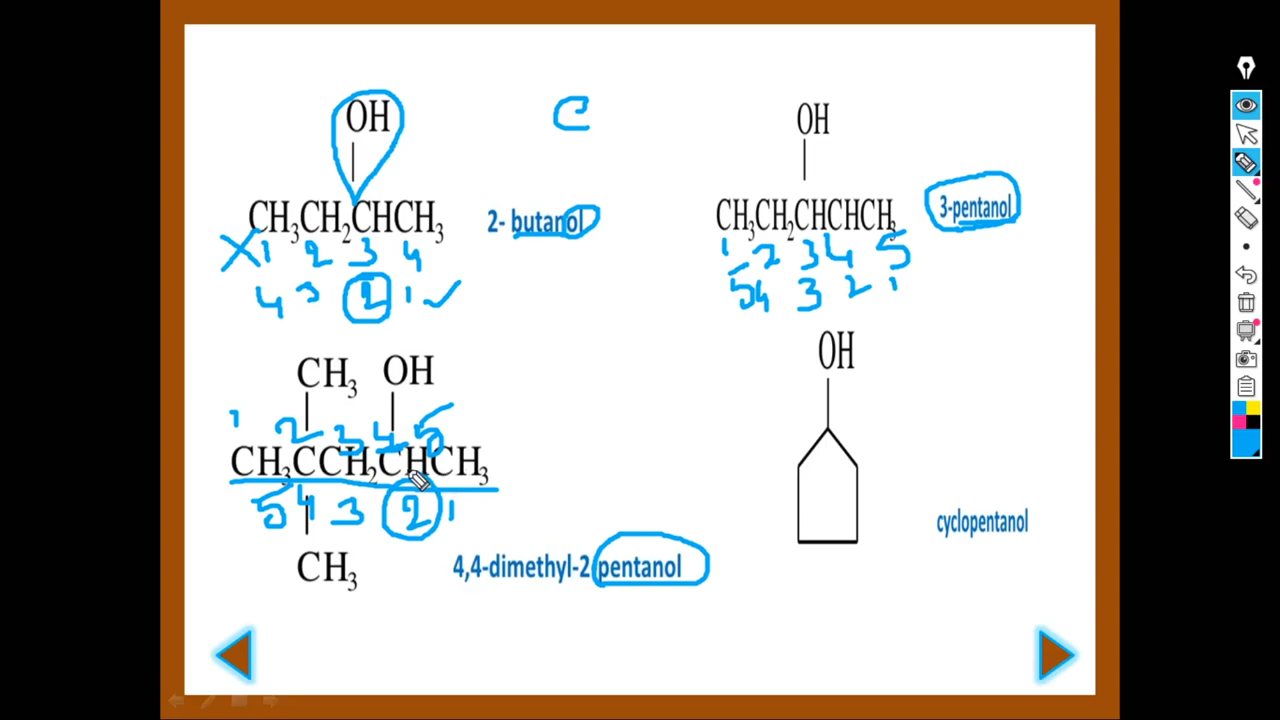 OH
C
CH₃CH₂CHCH₃
2- butanol
X 1 2 3 4
4 3 2 1 ✓
OH
CH₃CH₂CHCHCH₃
3-pentanol
1 2 3 4 5
5 4 3 2 1
CH₃ OH
1 2 3 4 5
CH₃CCH₂CHCH₃
5 4 3 2 1
CH₃
4,4-dimethyl-2 pentanol
OH
cyclopentanol